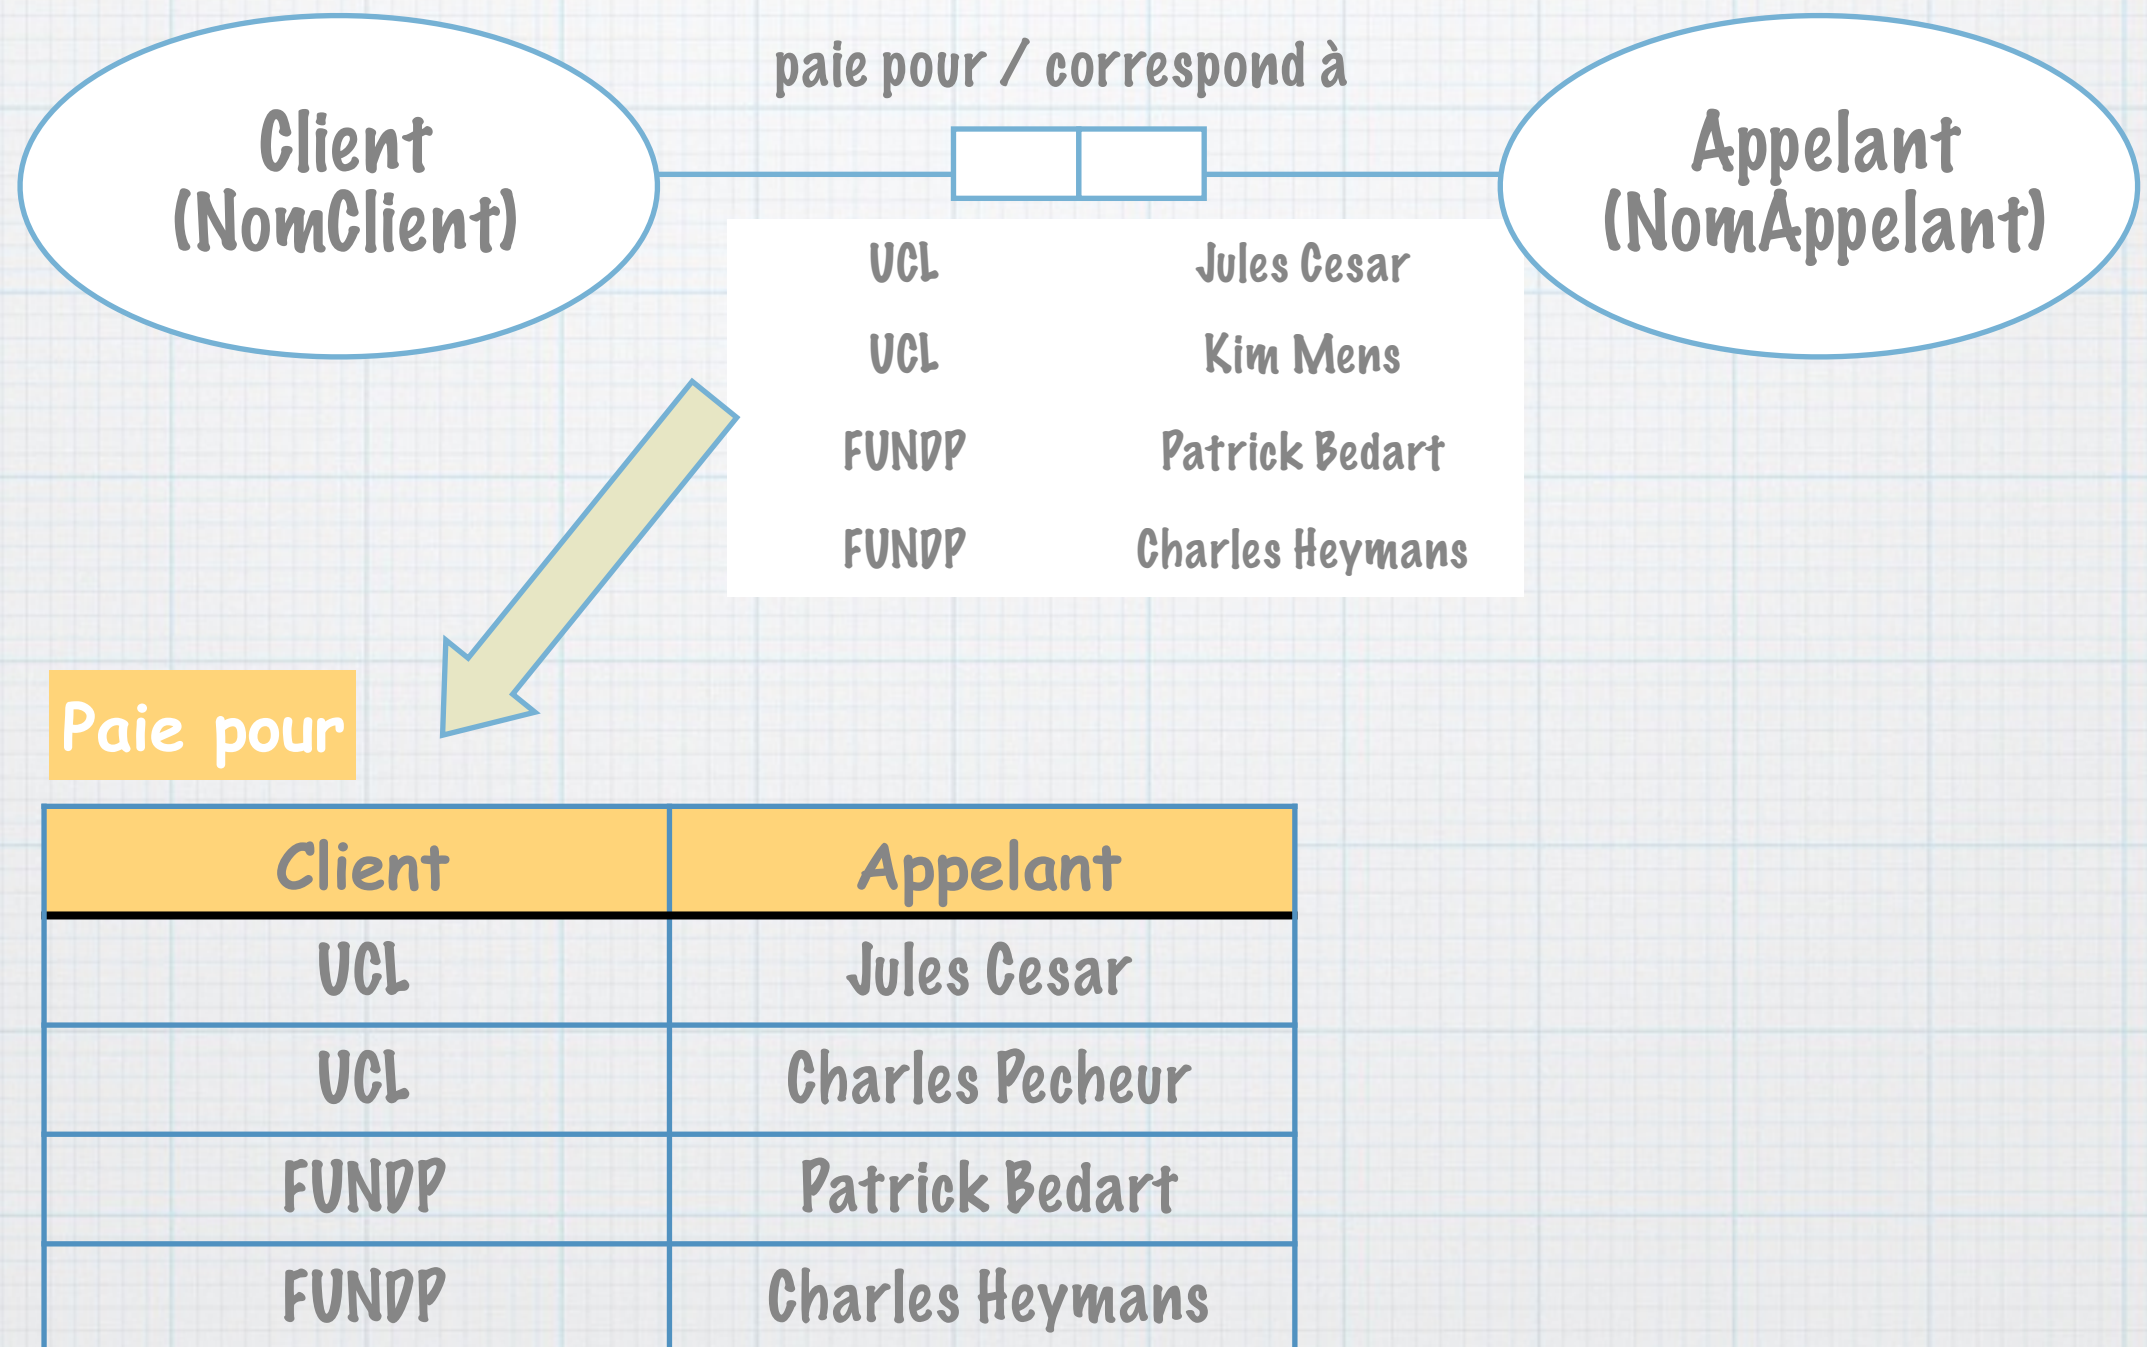 paie pour / correspond à
Client
(NomClient)
Appelant
(NomAppelant)
UCL Jules Cesar
UCL Kim Mens
FUNDP Patrick Bedart
FUNDP Charles Heymans
Paie pour
Client Appelant
UCL Jules Cesar
UCL Charles Pecheur
FUNDP Patrick Bedart
FUNDP Charles Heymans